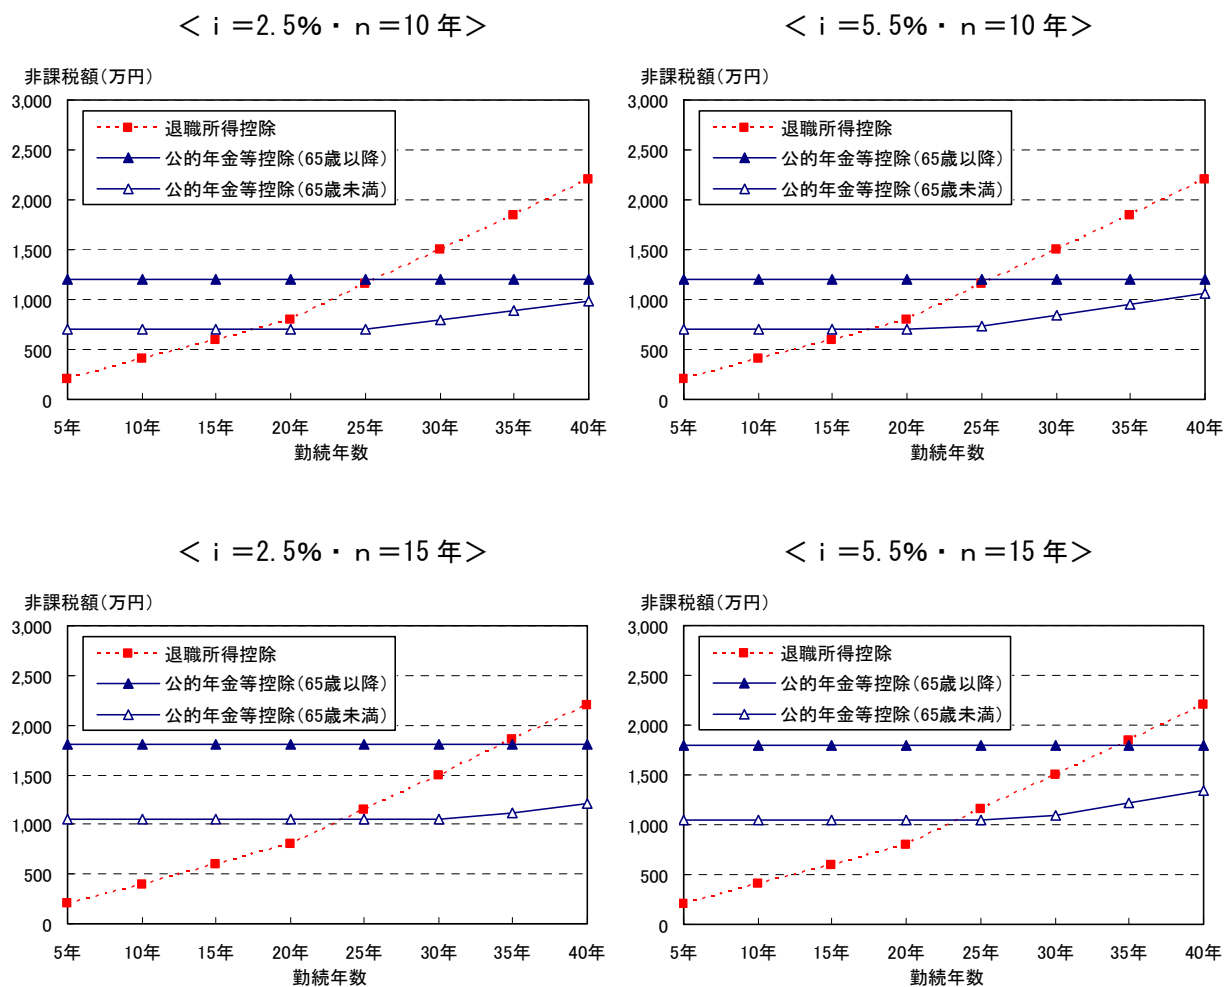 ＜ｉ＝2.5％・ｎ＝10 年＞
非課税額(万円)
3,000
2,500
2,000
1,500
1,000
500
0
退職所得控除
公的年金等控除(65歳以降)
公的年金等控除(65歳未満)
5年 10年 15年 20年 25年 30年 35年 40年
勤続年数
＜ｉ＝5.5％・ｎ＝10 年＞
非課税額(万円)
3,000
2,500
2,000
1,500
1,000
500
0
退職所得控除
公的年金等控除(65歳以降)
公的年金等控除(65歳未満)
5年 10年 15年 20年 25年 30年 35年 40年
勤続年数
＜ｉ＝2.5％・ｎ＝15 年＞
非課税額(万円)
3,000
2,500
2,000
1,500
1,000
500
0
退職所得控除
公的年金等控除(65歳以降)
公的年金等控除(65歳未満)
5年 10年 15年 20年 25年 30年 35年 40年
勤続年数
＜ｉ＝5.5％・ｎ＝15 年＞
非課税額(万円)
3,000
2,500
2,000
1,500
1,000
500
0
退職所得控除
公的年金等控除(65歳以降)
公的年金等控除(65歳未満)
5年 10年 15年 20年 25年 30年 35年 40年
勤続年数